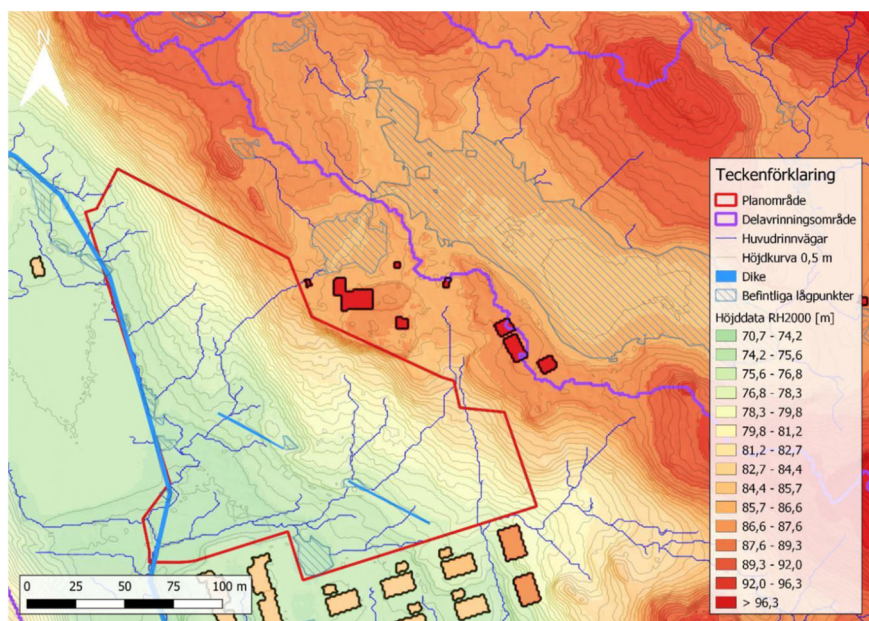 N
Teckenförklaring
Planområde
Delavrinningsområde
Huvudrinnvägar
Höjdkurva 0,5 m
Dike
Befintliga lågpunkter
Höjddata RH2000 [m]
70,7 - 74,2
74,2 - 75,6
75,6 - 76,8
76,8 - 78,3
78,3 - 79,8
79,8 - 81,2
81,2 - 82,7
82,7 - 84,4
84,4 - 85,7
85,7 - 86,6
86,6 - 87,6
87,6 - 89,3
89,3 - 92,0
92,0 - 96,3
> 96,3
0 25 50 75 100 m